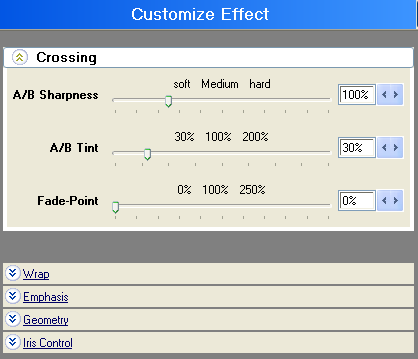 Customize Effect
Crossing
soft Medium hard
A/B Sharpness 100%
30% 100% 200%
A/B Tint 30%
0% 100% 250%
Fade-Point 0%
Wrap
Emphasis
Geometry
Iris Control